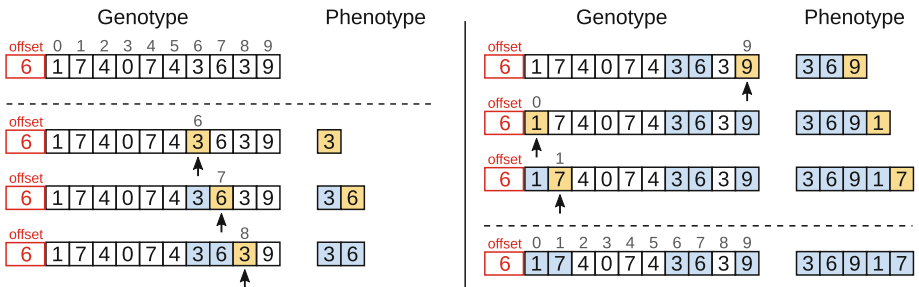 Genotype Phenotype
offset 0 1 2 3 4 5 6 7 8 9
6 1 7 4 0 7 4 3 6 3 9
6
offset
6 1 7 4 0 7 4 3 6 3 9 3
7
offset
6 1 7 4 0 7 4 3 6 3 9 3 6
8
offset
6 1 7 4 0 7 4 3 6 3 9 3 6
Genotype Phenotype
9
offset
6 1 7 4 0 7 4 3 6 3 9 3 6 9
0
offset
6 1 7 4 0 7 4 3 6 3 9 3 6 9 1
1
offset
6 1 7 4 0 7 4 3 6 3 9 3 6 9 1 7
offset 0 1 2 3 4 5 6 7 8 9
6 1 7 4 0 7 4 3 6 3 9 3 6 9 1 7